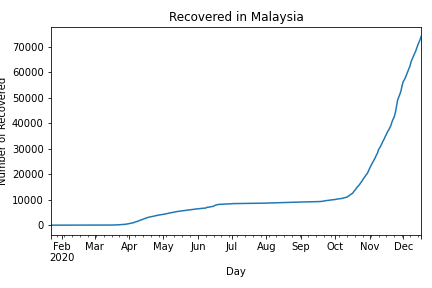 Recovered in Malaysia
Number of Recovered
70000
60000
50000
40000
30000
20000
10000
0
Feb Mar Apr May Jun Jul Aug Sep Oct Nov Dec
2020
Day